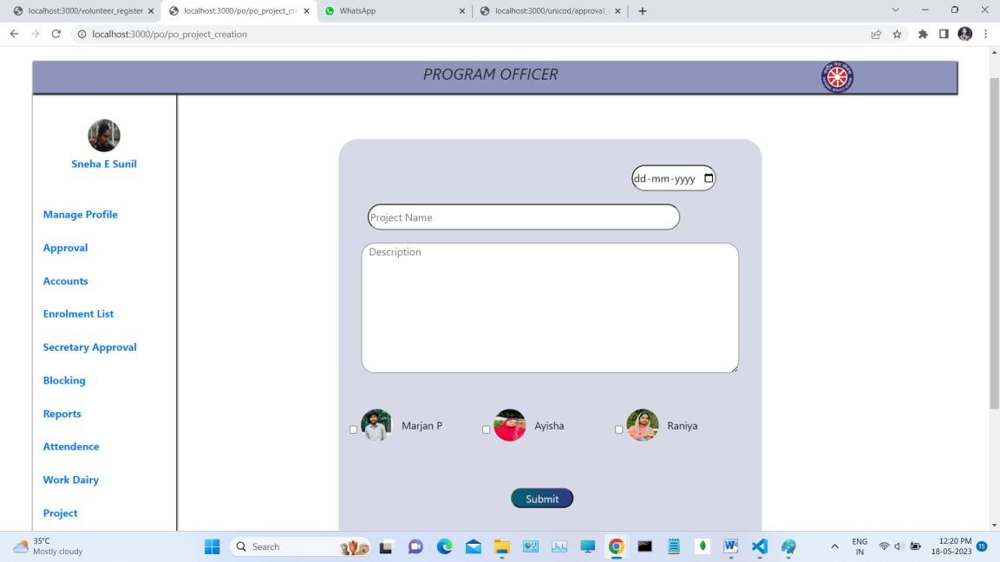 localhost:3000/volunteer_register
localhost:3000/po/po_project_cre
WhatsApp
localhost:3000/unicod/approval_
localhost:3000/po/po_project_creation
PROGRAM OFFICER
Sneha E Sunil
Manage Profile
Approval
Accounts
Enrolment List
Secretary Approval
Blocking
Reports
Attendence
Work Dairy
Project
dd-mm-yyyy
Project Name
Description
Marjan P
Ayisha
Raniya
Submit
35°C
Mostly cloudy
Search
ENG
IN
12:20 PM
18-05-2023
15